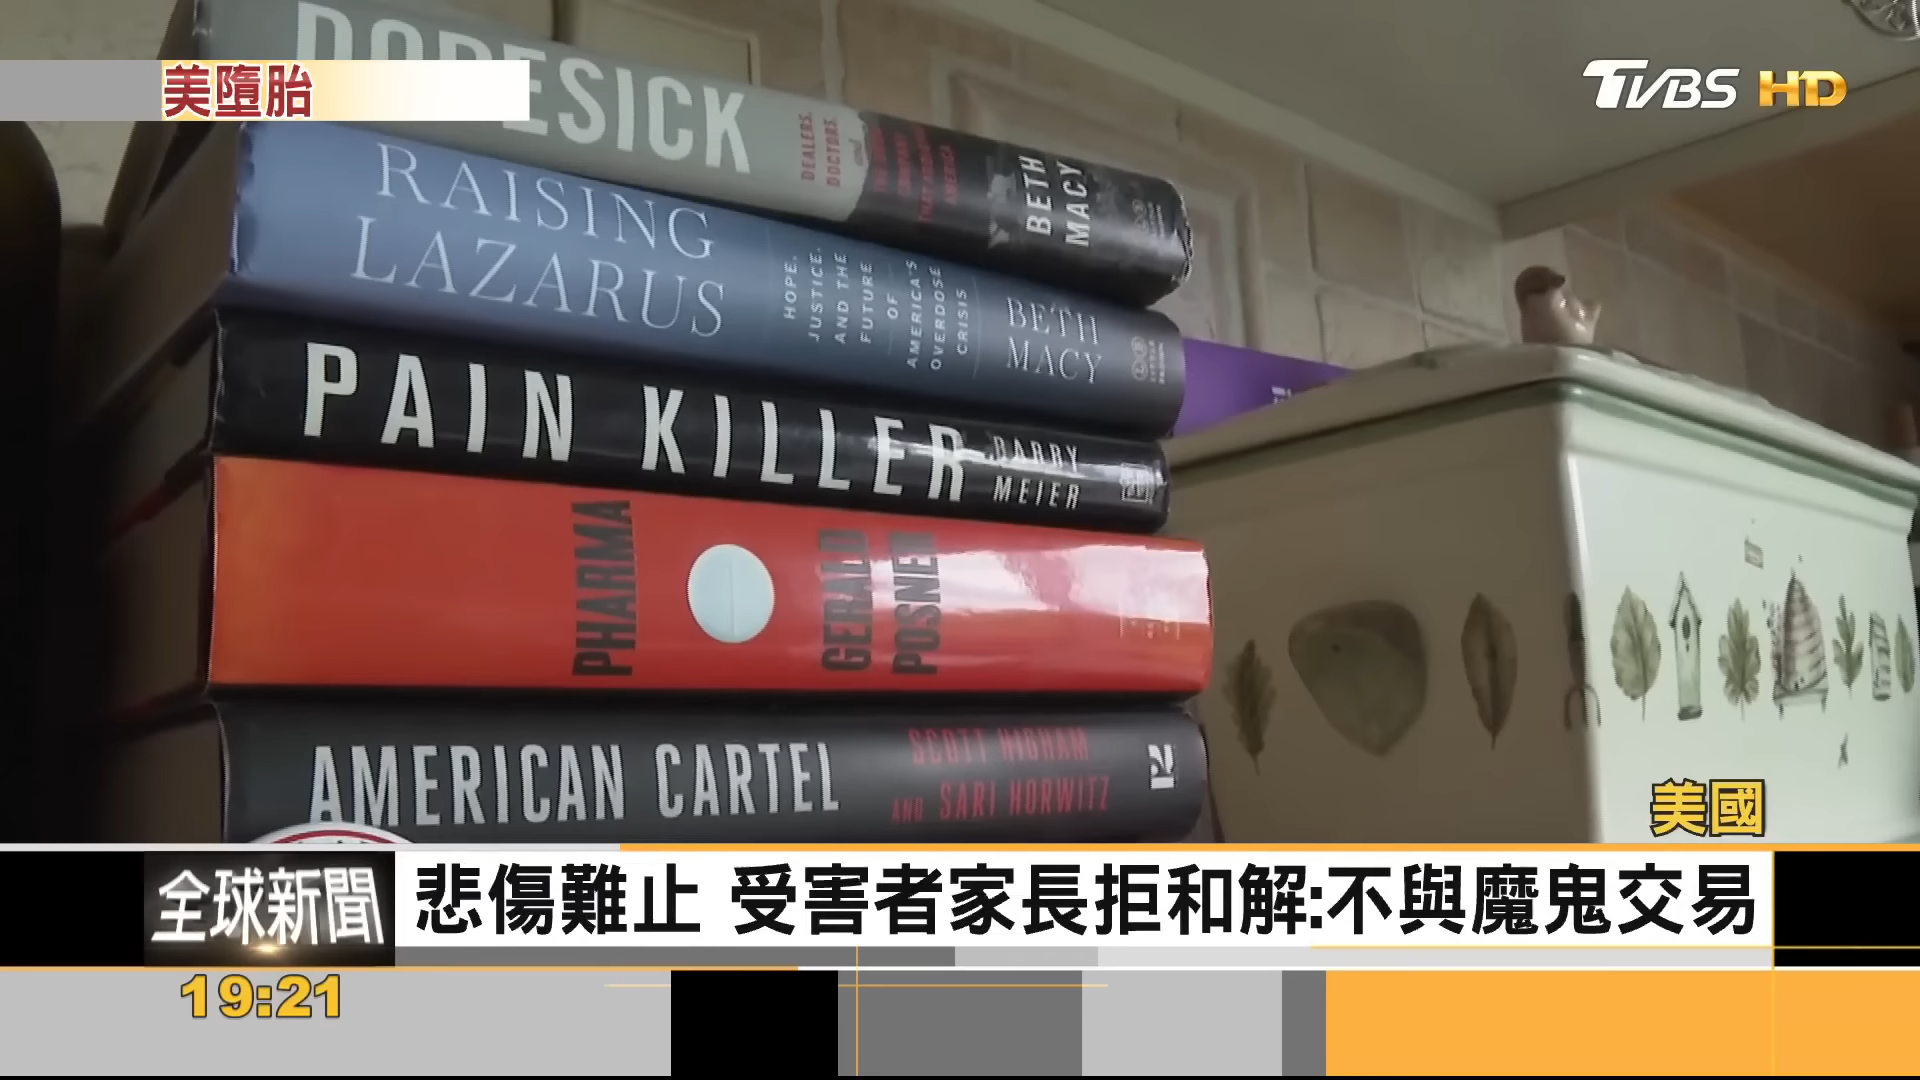 美墮胎
TVBS HD
DOPESICK
DEALERS,
DOCTORS,
and
BETH
MACY
RAISING
LAZARUS
HOPE,
JUSTICE,
AND THE
FUTURE
OF
AMERICA'S
OVERDOSE
CRISIS
BETH
MACY
PAIN KILLER
BARRY
MEIER
PHARMA
GERALD
POSNER
AMERICAN CARTEL
SCOTT HIGHAM
AND SARI HORWITZ
美國
全球新聞
悲傷難止 受害者家長拒和解:不與魔鬼交易
19:21